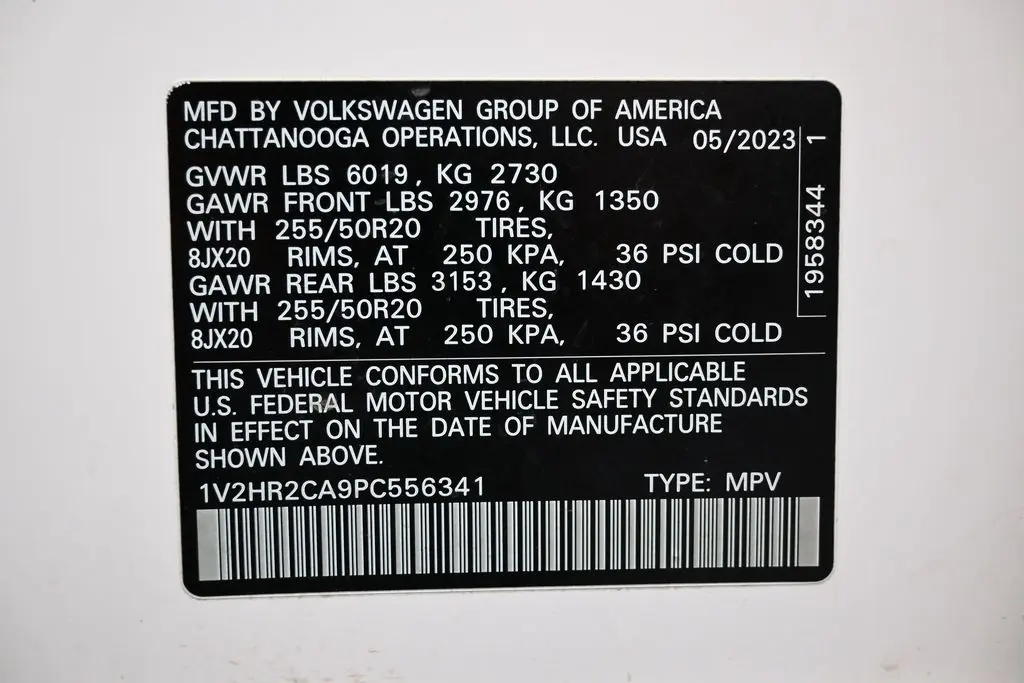 MFD BY VOLKSWAGEN GROUP OF AMERICA
CHATTANOOGA OPERATIONS, LLC. USA 05/2023
GVWR LBS 6019, KG 2730
GAWR FRONT LBS 2976, KG 1350
WITH 255/50R20 TIRES,
8JX20 RIMS, AT 250 KPA, 36 PSI COLD
GAWR REAR LBS 3153, KG 1430
WITH 255/50R20 TIRES,
8JX20 RIMS, AT 250 KPA, 36 PSI COLD
1958344 1
THIS VEHICLE CONFORMS TO ALL APPLICABLE
U.S. FEDERAL MOTOR VEHICLE SAFETY STANDARDS
IN EFFECT ON THE DATE OF MANUFACTURE
SHOWN ABOVE.
1V2HR2CA9PC556341 TYPE: MPV